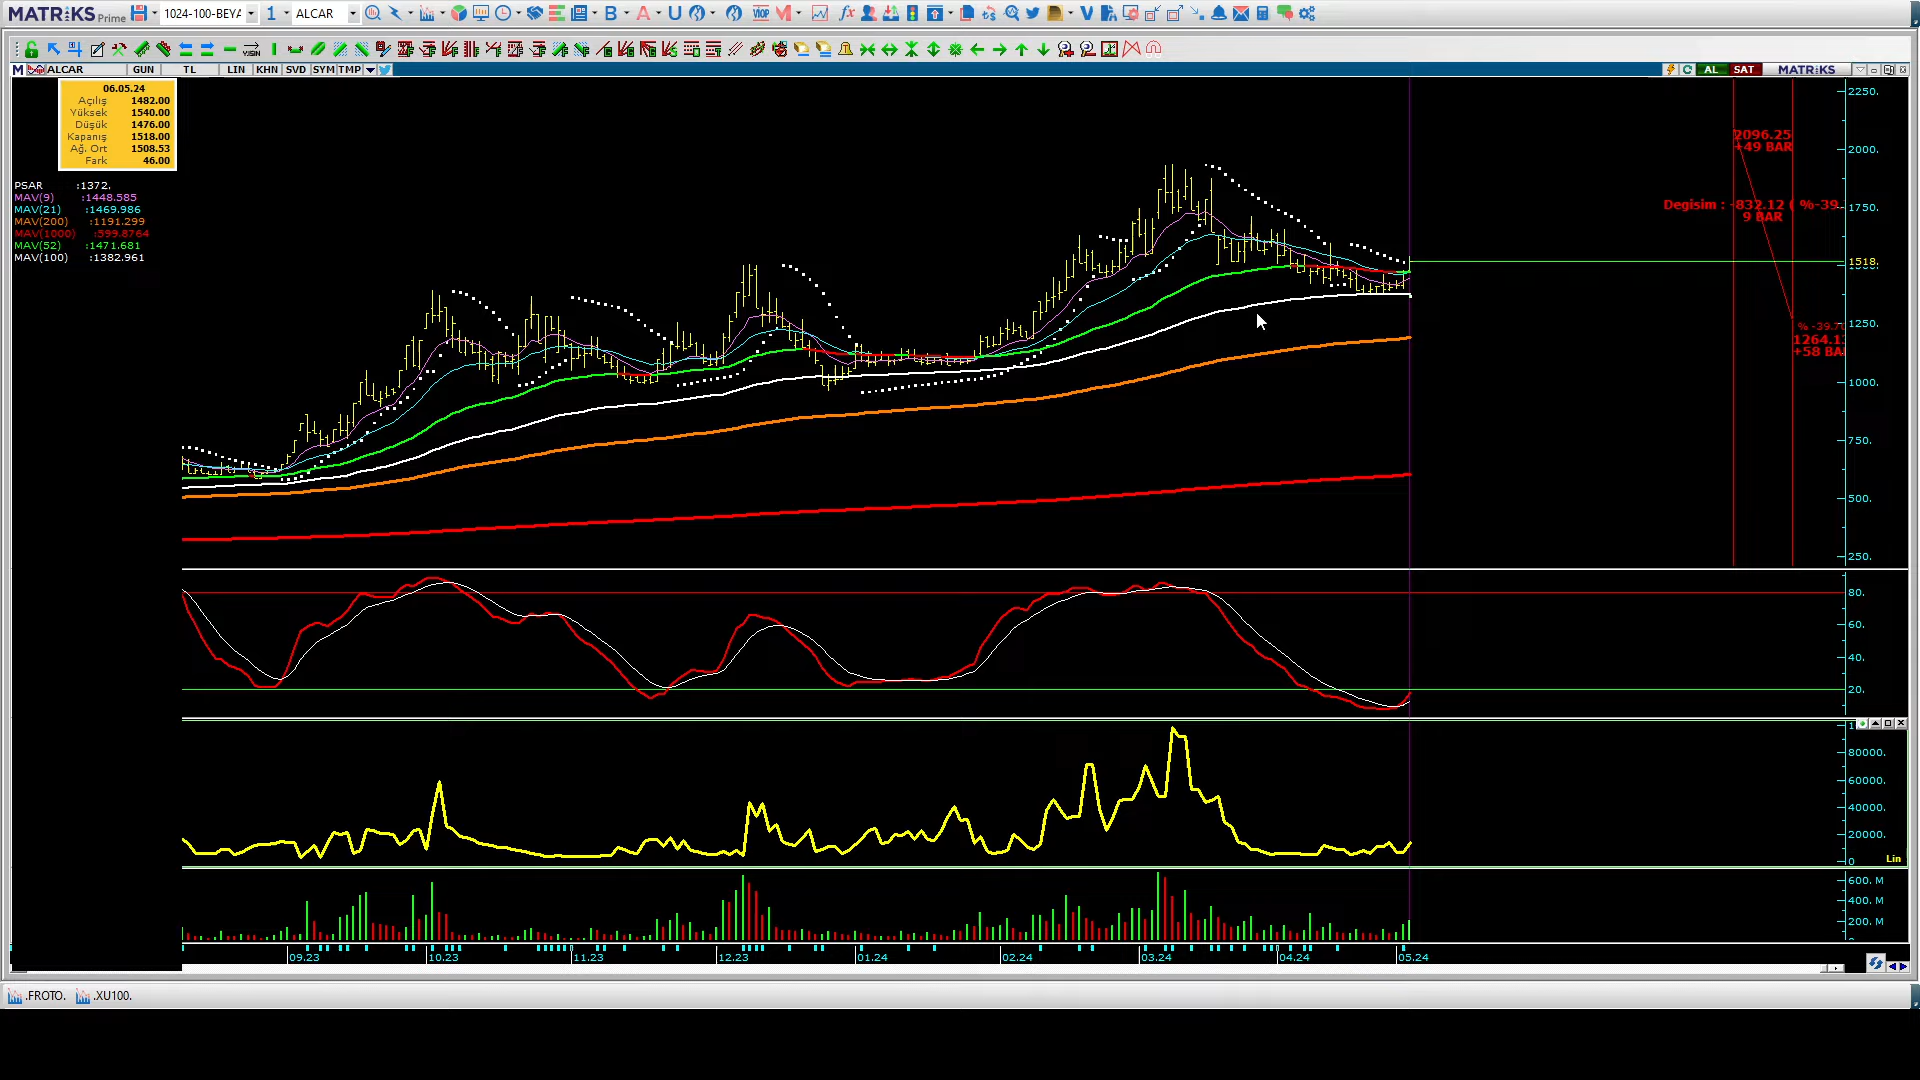 MATRiKS Prime 1024-100-BEYA 1 ALCAR
M ALCAR GUN TL LIN KHN SVD SYM TMP AL SAT MATRiKS
06.05.24
Açılış 1482.00
Yüksek 1540.00
Düşük 1476.00
Kapanış 1518.00
Ağ. Ort 1508.53
Fark 46.00
PSAR :1372.
MAV(9) :1448.585
MAV(21) :1469.986
MAV(200) :1191.299
MAV(1000) :599.8764
MAV(52) :1471.681
MAV(100) :1382.961
2096.25
+49 BAR
Degisim : -832.12 ( %-39.
9 BAR
% -39.70
1264.13
+58 BA
2250.
2000.
1750.
1518.
1250.
1000.
750.
500.
250.
80.
60.
40.
20.
80000.
60000.
40000.
20000.
0.
Lin
600. M
400. M
200. M
09.23 10.23 11.23 12.23 01.24 02.24 03.24 04.24 05.24
.FROTO. .XU100.